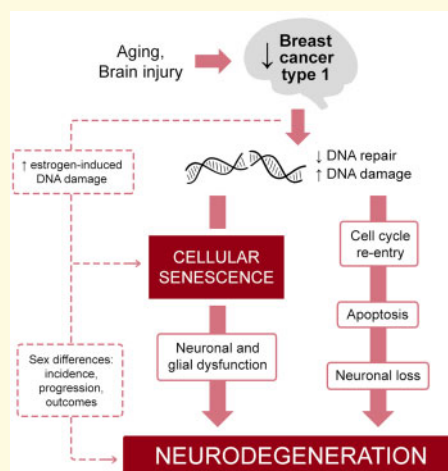 Aging,
Brain injury
↓ Breast
cancer
type 1
↑ estrogen-induced
DNA damage
↓ DNA repair
↑ DNA damage
CELLULAR
SENESCENCE
Cell cycle
re-entry
Apoptosis
Neuronal and
glial dysfunction
Neuronal loss
Sex differences:
incidence,
progression,
outcomes
NEURODEGENERATION